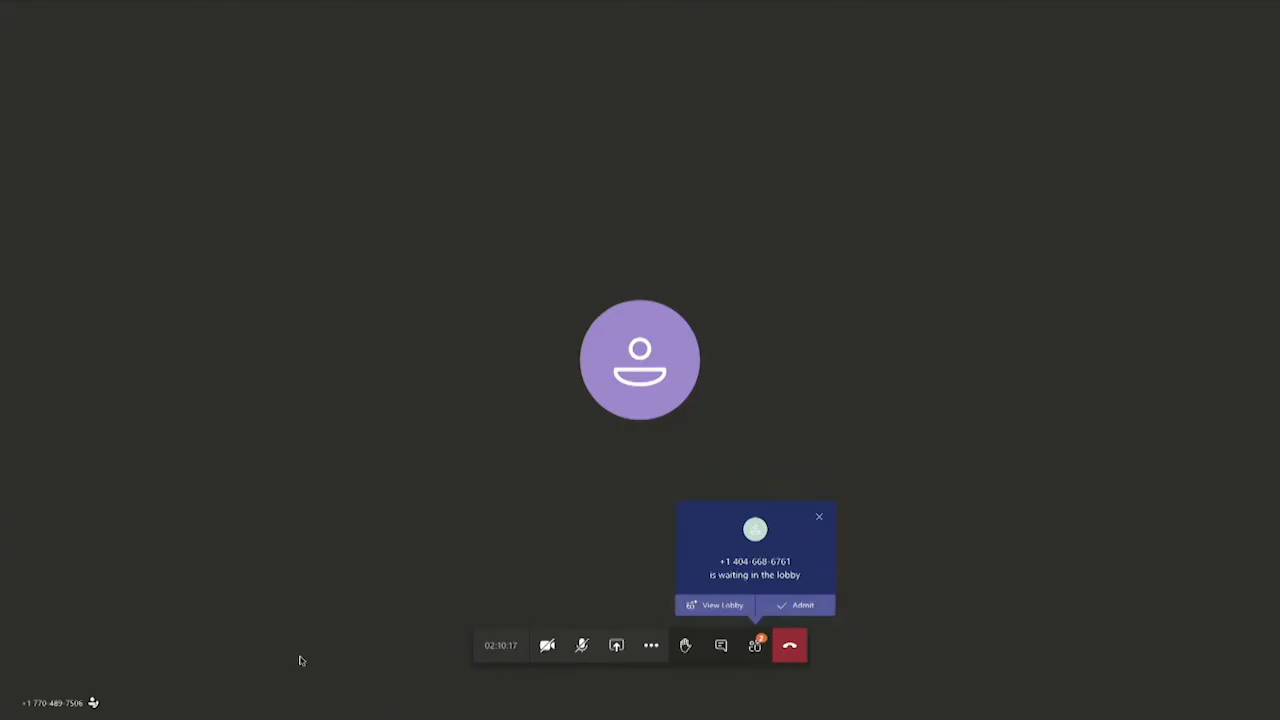 +1 404-668-6761
is waiting in the lobby
View Lobby
Admit
02:10:17
2
+1 770-489-7506